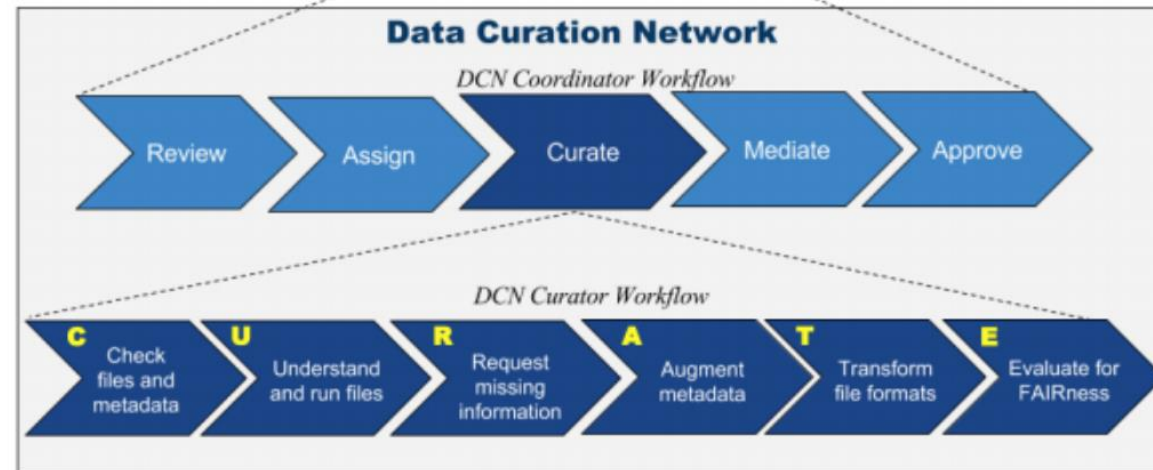 Data Curation Network
DCN Coordinator Workflow
Review
Assign
Curate
Mediate
Approve
DCN Curator Workflow
C
Check
files and
metadata
U
Understand
and run files
R
Request
missing
information
A
Augment
metadata
T
Transform
file formats
E
Evaluate for
FAIRness